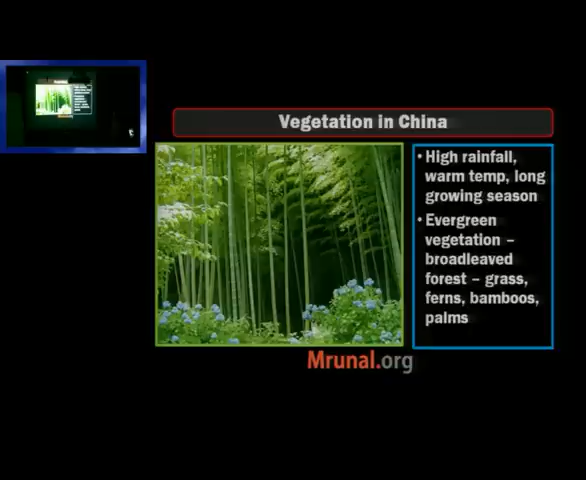 Vegetation in China
• High rainfall,
warm temp, long
growing season
• Evergreen
vegetation –
broadleaved
forest – grass,
ferns, bamboos,
palms
Mrunal.org